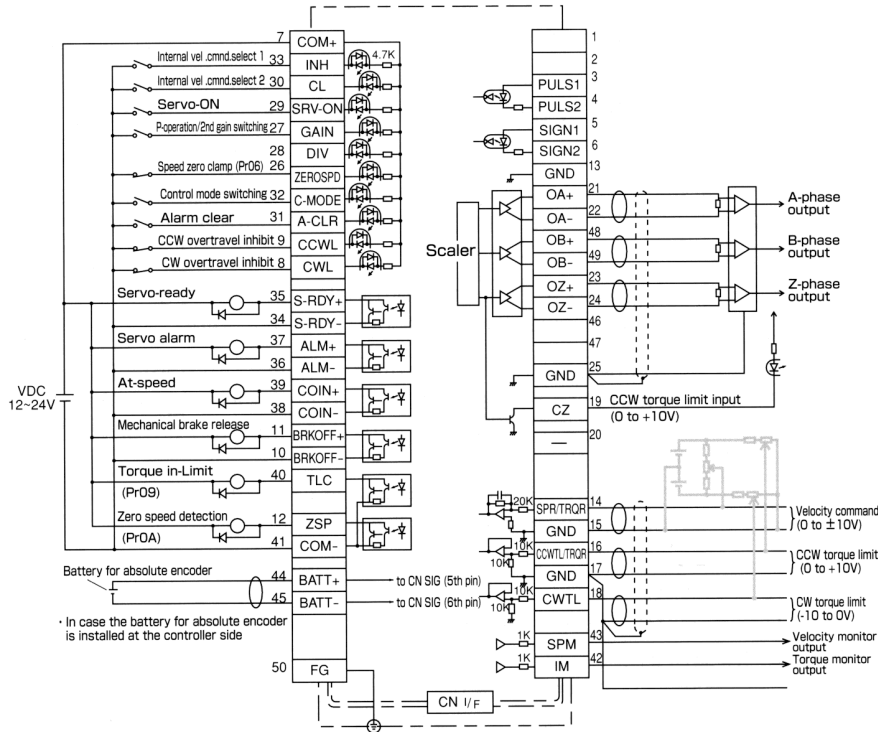 7 COM+
Internal vel .cmnd.select 1 33 INH 4.7K
Internal vel .cmnd.select 2 30 CL
Servo-ON 29 SRV-ON
P-operation/2nd gain switching 27 GAIN
28 DIV
Speed zero clamp (Pr06) 26 ZEROSPD
Control mode switching 32 C-MODE
Alarm clear 31 A-CLR
CCW overtravel inhibit 9 CCWL
CW overtravel inhibit 8 CWL
Servo-ready 35 S-RDY+
34 S-RDY-
Servo alarm 37 ALM+
36 ALM-
VDC
12~24V
At-speed 39 COIN+
38 COIN-
Mechanical brake release 11 BRKOFF+
10 BRKOFF-
Torque in-Limit 40 TLC
(Pr09)
Zero speed detection 12 ZSP
(Pr0A)
41 COM-
Battery for absolute encoder
44 BATT+ to CN SIG (5th pin)
45 BATT- to CN SIG (6th pin)
· In case the battery for absolute encoder
is installed at the controller side
50 FG
CN I/F
1
2
3
PULS1
4
PULS2
5
SIGN1
6
SIGN2
13
GND
Scaler
21
OA+
22
OA-
A-phase
output
48
OB+
49
OB-
B-phase
output
23
OZ+
24
OZ-
Z-phase
output
46
47
25
GND
19 CCW torque limit input
CZ
(0 to +10V)
20
—
20K SPR/TRQR 14
GND 15
Velocity command
(0 to ±10V)
10K CCWTL/TRQR 16
10K
GND 17
CCW torque limit
(0 to +10V)
10K CWTL 18
10K
CW torque limit
(-10 to 0V)
1K SPM 43 Velocity monitor
output
1K IM 42 Torque monitor
output